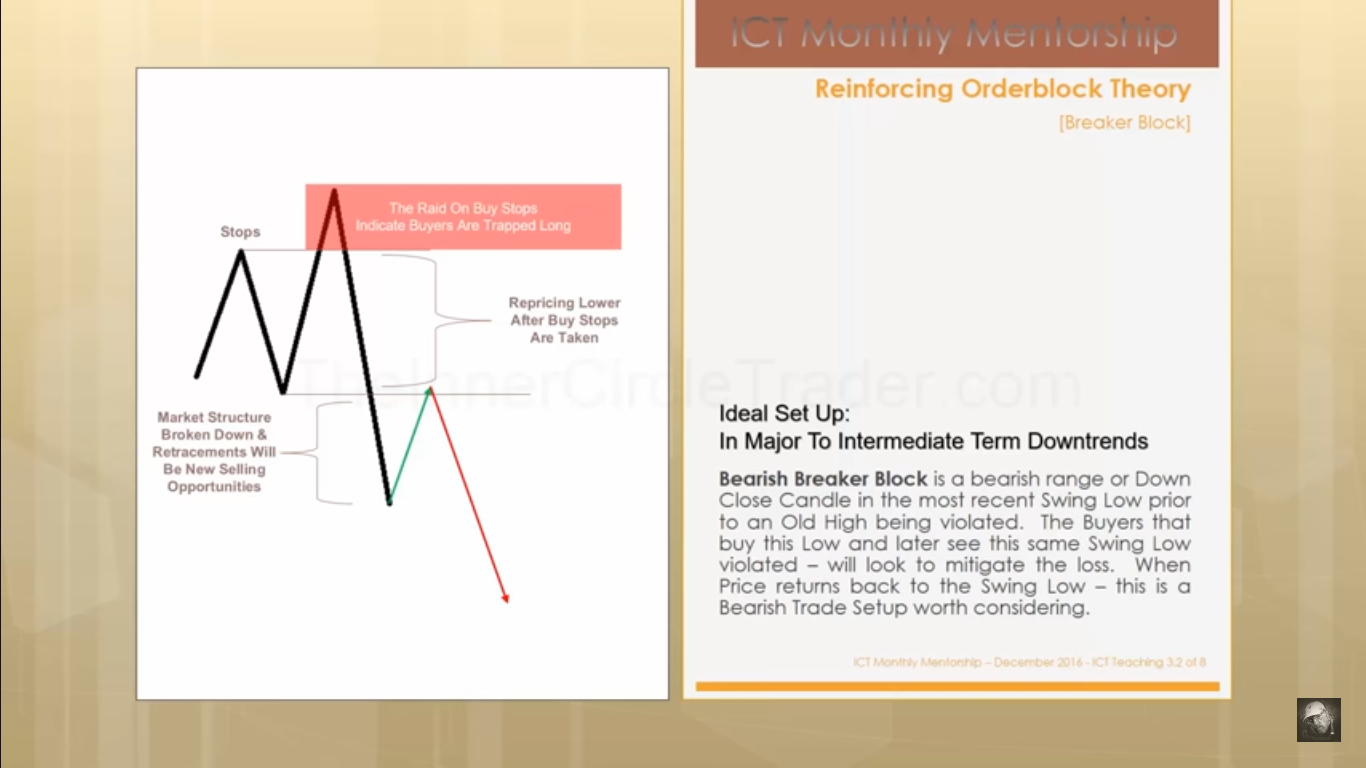 ICT Monthly Mentorship
Reinforcing Orderblock Theory
[Breaker Block]
The Raid On Buy Stops
Indicate Buyers Are Trapped Long
Stops
Repricing Lower
After Buy Stops
Are Taken
Market Structure
Broken Down &
Retracements Will
Be New Selling
Opportunities
TheInnerCircleTrader.com
Ideal Set Up:
In Major To Intermediate Term Downtrends
Bearish Breaker Block is a bearish range or Down
Close Candle in the most recent Swing Low prior
to an Old High being violated. The Buyers that
buy this Low and later see this same Swing Low
violated – will look to mitigate the loss. When
Price returns back to the Swing Low – this is a
Bearish Trade Setup worth considering.
ICT Monthly Mentorship – December 2016 - ICT Teaching 3.2 of 8